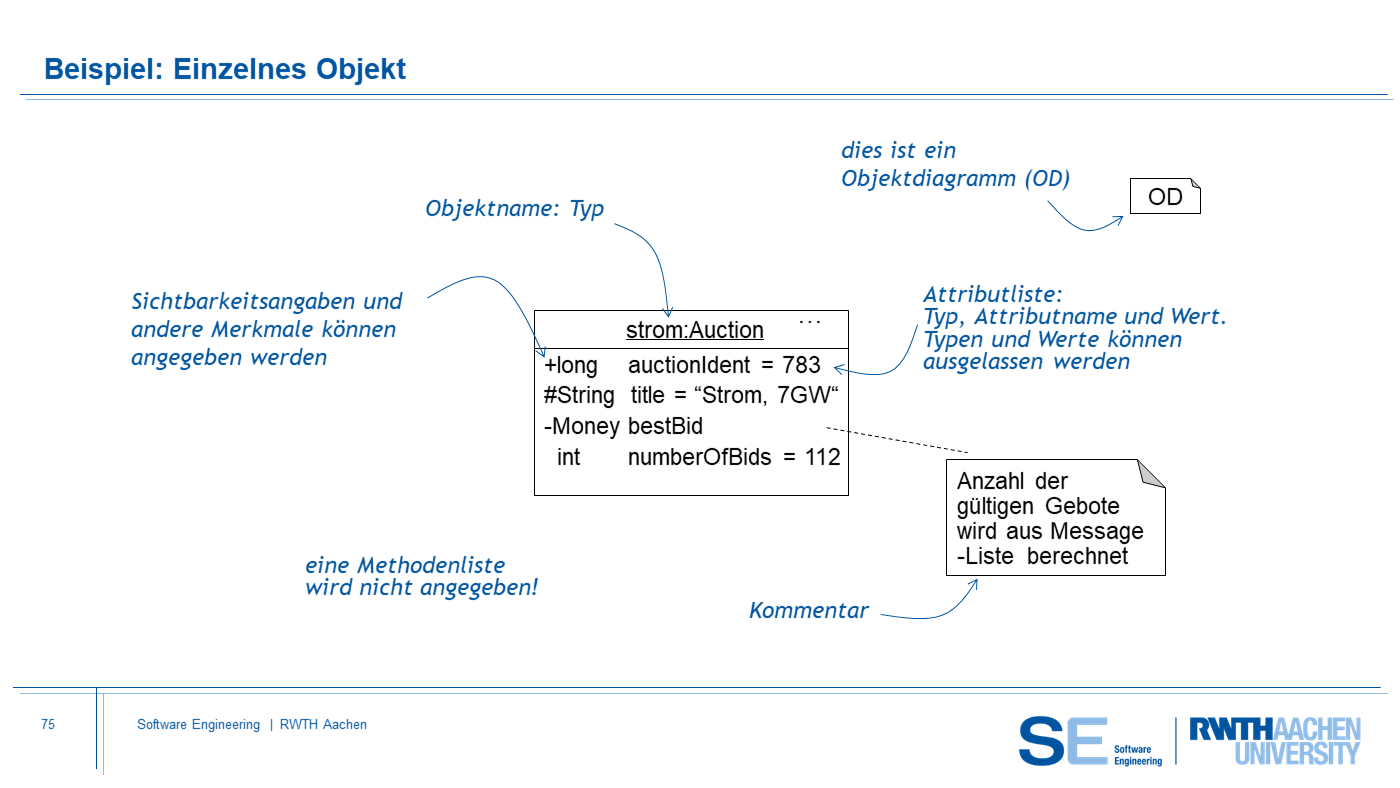 Beispiel: Einzelnes Objekt
dies ist ein
Objektdiagramm (OD)
OD
Objektname: Typ
Sichtbarkeitsangaben und
andere Merkmale können
angegeben werden
strom:Auction ...
+long auctionIdent = 783
#String title = “Strom, 7GW“
-Money bestBid
int numberOfBids = 112
Attributliste:
Typ, Attributname und Wert.
Typen und Werte können
ausgelassen werden
Anzahl der
gültigen Gebote
wird aus Message
-Liste berechnet
eine Methodenliste
wird nicht angegeben!
Kommentar
75
Software Engineering | RWTH Aachen
SE Software
Engineering
RWTHAACHEN
UNIVERSITY